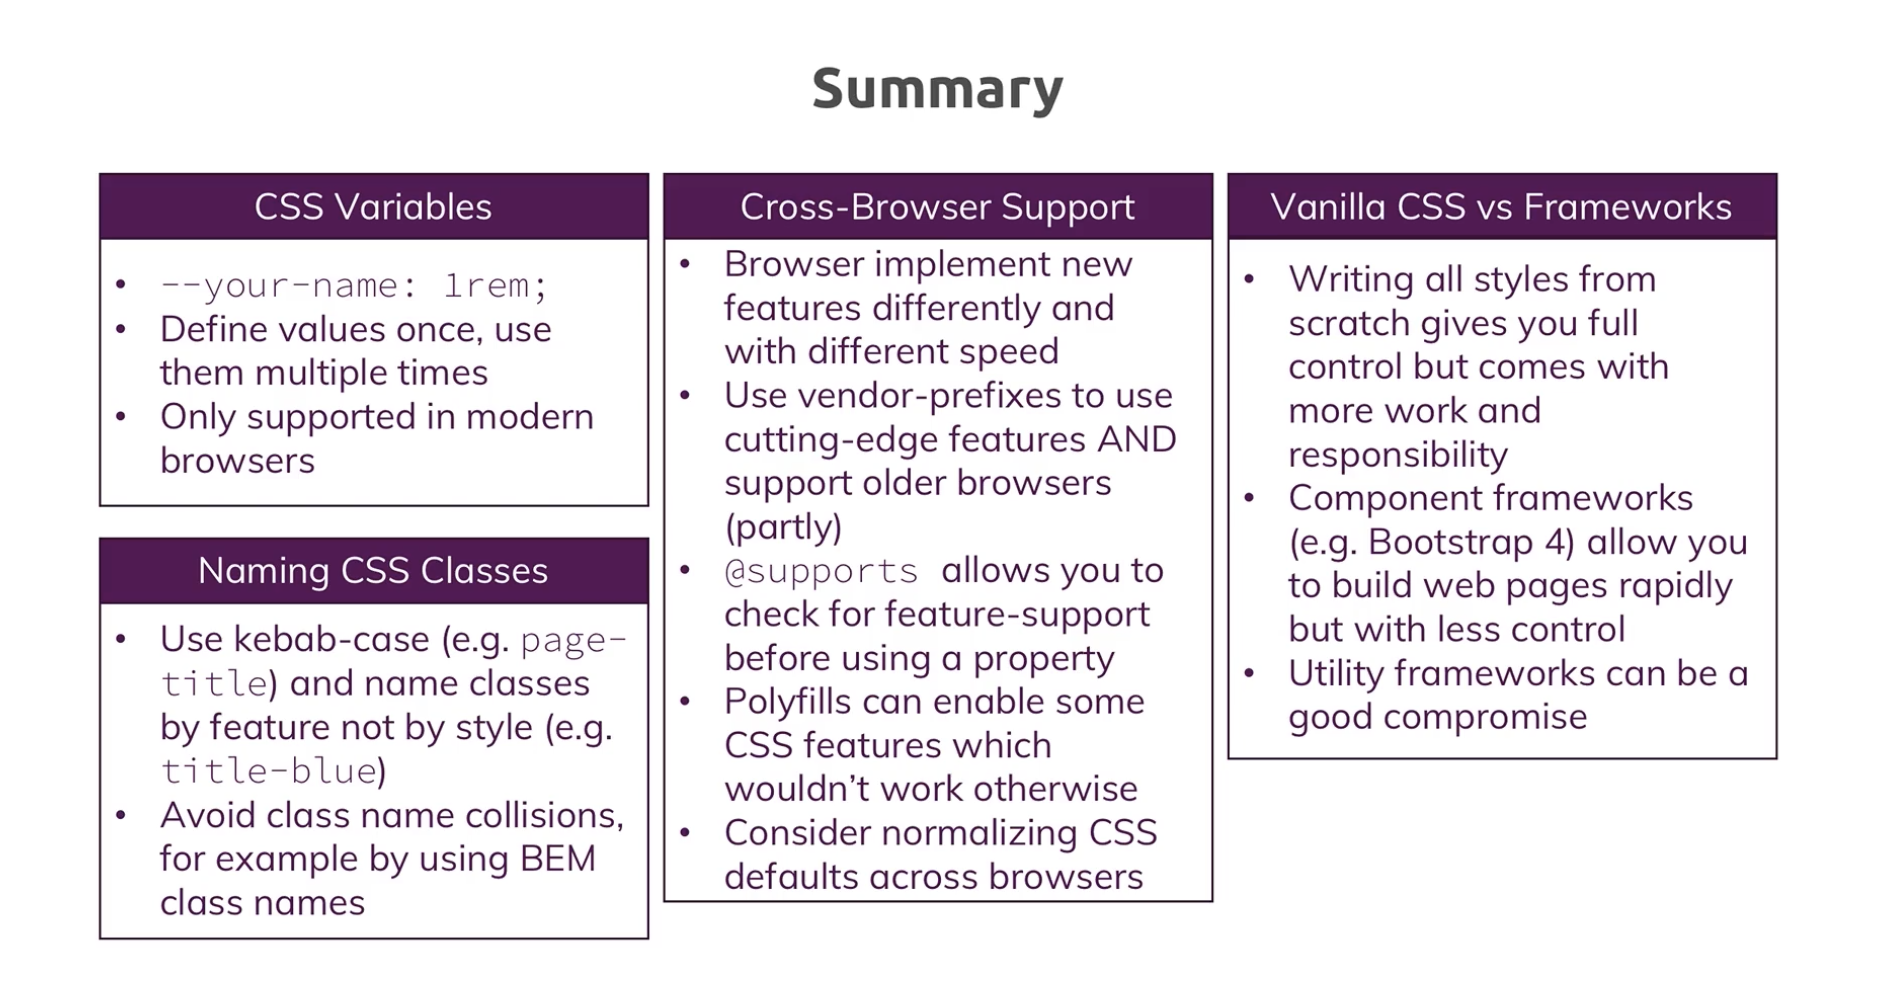 Summary
CSS Variables
• --your-name: 1rem;
• Define values once, use
them multiple times
• Only supported in modern
browsers
Naming CSS Classes
• Use kebab-case (e.g. page-
title) and name classes
by feature not by style (e.g.
title-blue)
• Avoid class name collisions,
for example by using BEM
class names
Cross-Browser Support
• Browser implement new
features differently and
with different speed
• Use vendor-prefixes to use
cutting-edge features AND
support older browsers
(partly)
• @supports allows you to
check for feature-support
before using a property
• Polyfills can enable some
CSS features which
wouldn’t work otherwise
• Consider normalizing CSS
defaults across browsers
Vanilla CSS vs Frameworks
• Writing all styles from
scratch gives you full
control but comes with
more work and
responsibility
• Component frameworks
(e.g. Bootstrap 4) allow you
to build web pages rapidly
but with less control
• Utility frameworks can be a
good compromise